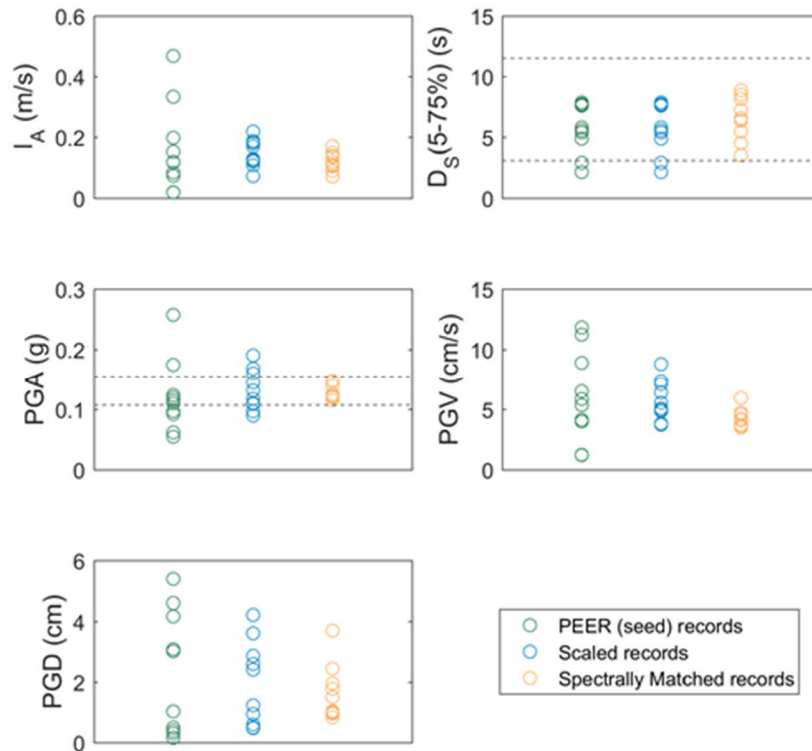 0.6
0.4
0.2
0
I_A (m/s)
15
10
5
0
D_S(5-75%) (s)
0.3
0.2
0.1
0
PGA (g)
15
10
5
0
PGV (cm/s)
6
4
2
0
PGD (cm)
PEER (seed) records
Scaled records
Spectrally Matched records